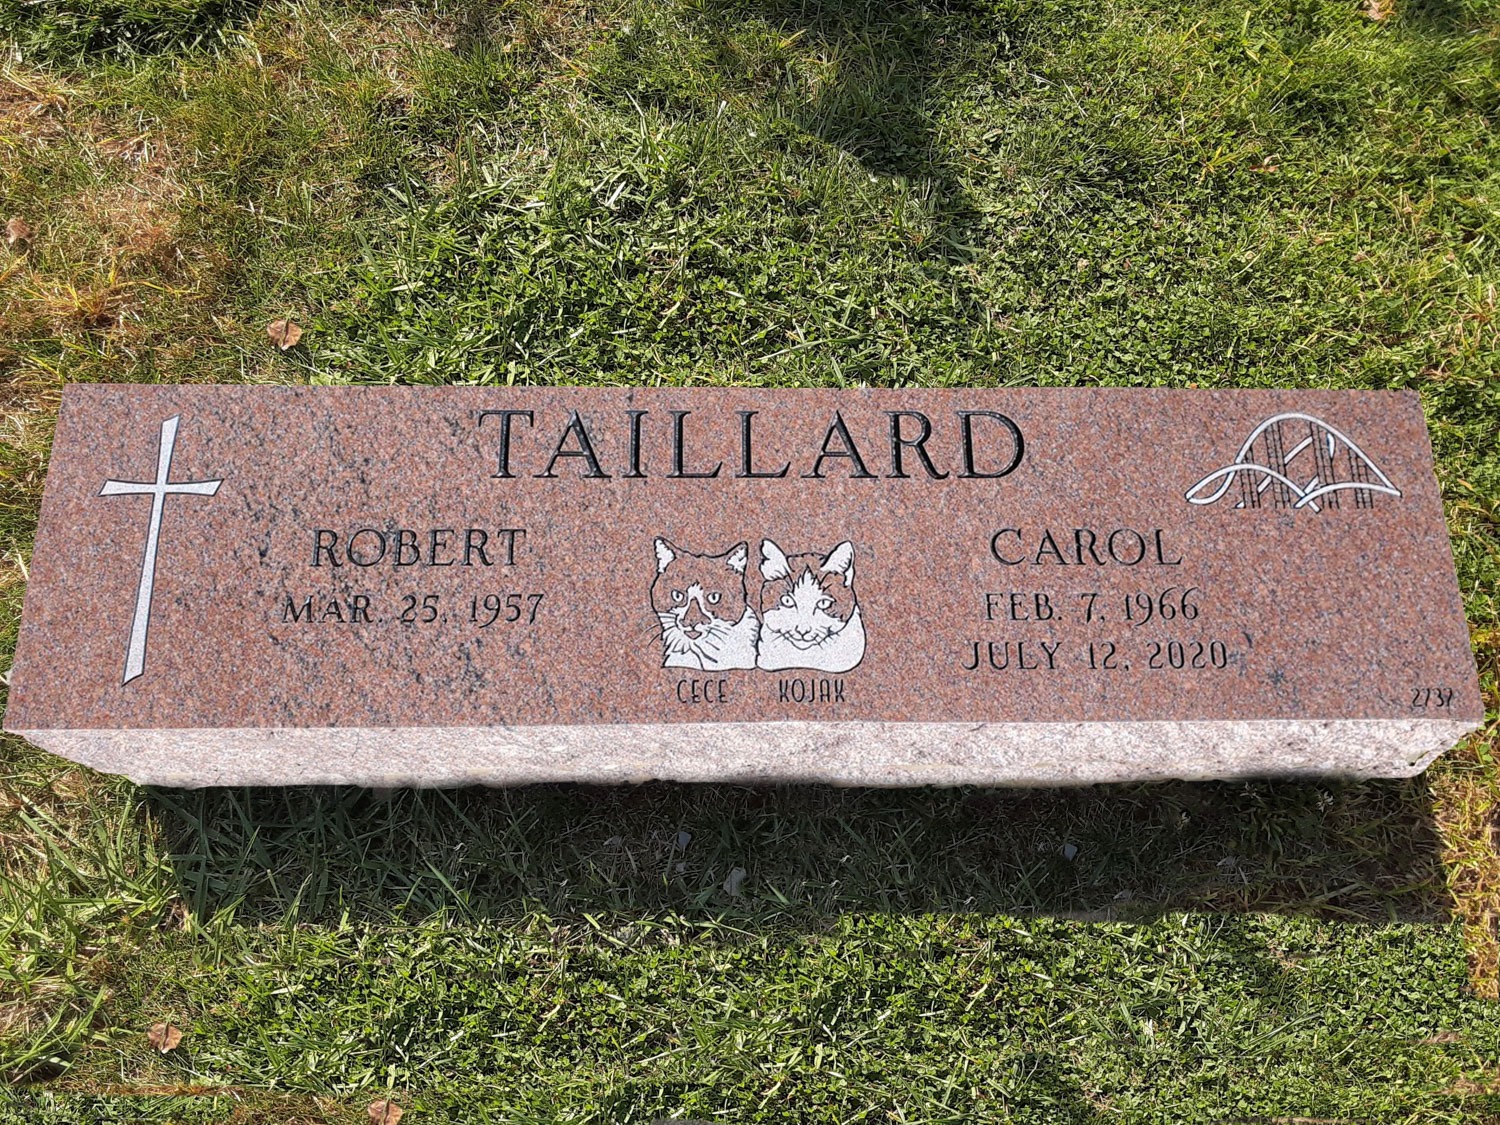 TAILLARD
ROBERT
MAR. 25, 1957
CAROL
FEB. 7, 1966
JULY 12, 2020
CECE KOJAK
2737